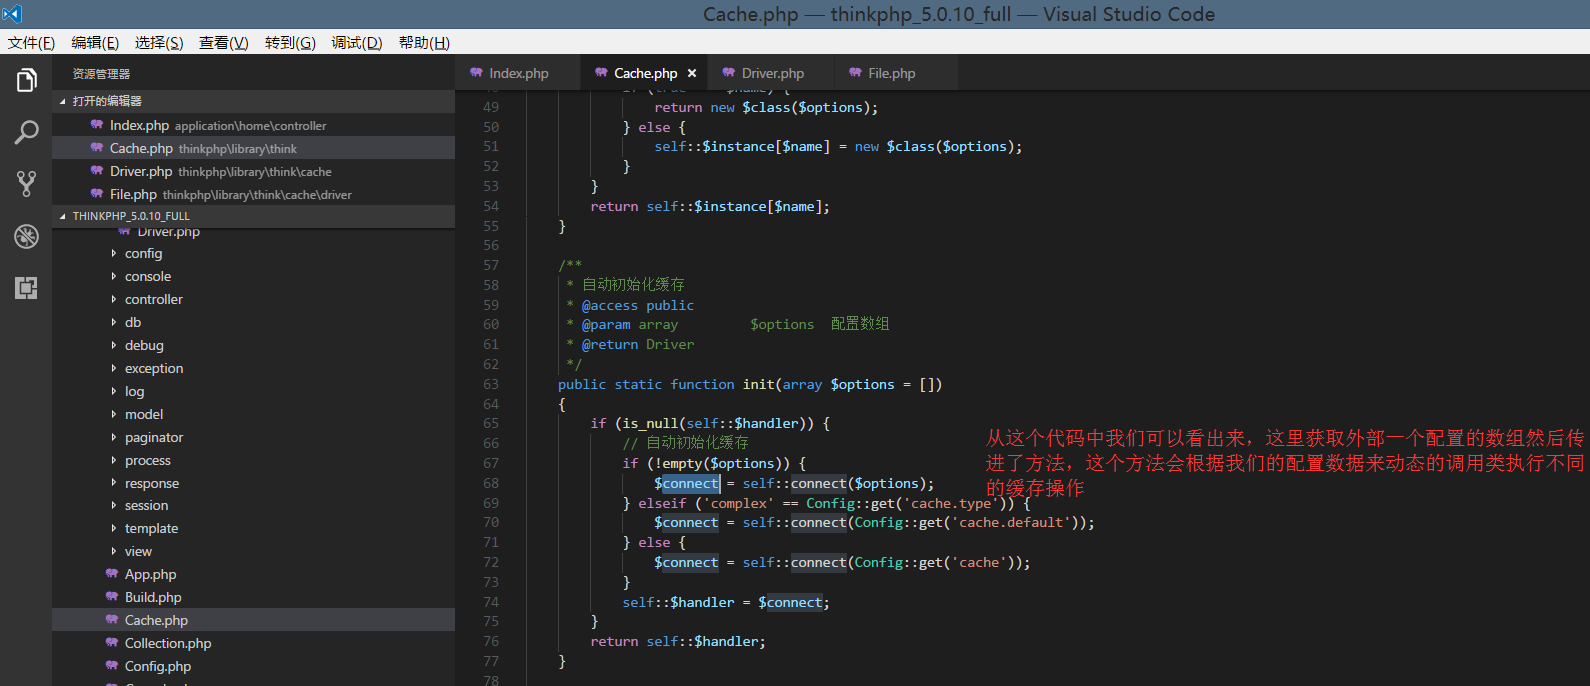 Cache.php — thinkphp_5.0.10_full — Visual Studio Code
文件(F) 编辑(E) 选择(S) 查看(V) 转到(G) 调试(D) 帮助(H)
资源管理器
打开的编辑器
Index.php application\home\controller
Cache.php thinkphp\library\think
Driver.php thinkphp\library\think\cache
File.php thinkphp\library\think\cache\driver
THINKPHP_5.0.10_FULL
Driver.php
config
console
controller
db
debug
exception
log
model
paginator
process
response
session
template
view
App.php
Build.php
Cache.php
Collection.php
Config.php
Index.php Cache.php × Driver.php File.php
49 return new $class($options);
50 } else {
51 self::$instance[$name] = new $class($options);
52 }
53 }
54 return self::$instance[$name];
55 }
56
57 /**
58 * 自动初始化缓存
59 * @access public
60 * @param array $options 配置数组
61 * @return Driver
62 */
63 public static function init(array $options = [])
64 {
65 if (is_null(self::$handler)) {
66 // 自动初始化缓存
67 if (!empty($options)) {
68 $connect = self::connect($options);
69 } elseif ('complex' == Config::get('cache.type')) {
70 $connect = self::connect(Config::get('cache.default'));
71 } else {
72 $connect = self::connect(Config::get('cache'));
73 }
74 self::$handler = $connect;
75 }
76 return self::$handler;
77 }
78
从这个代码中我们可以看出来，这里获取外部一个配置的数组然后传
进了方法，这个方法会根据我们的配置数据来动态的调用类执行不同
的缓存操作